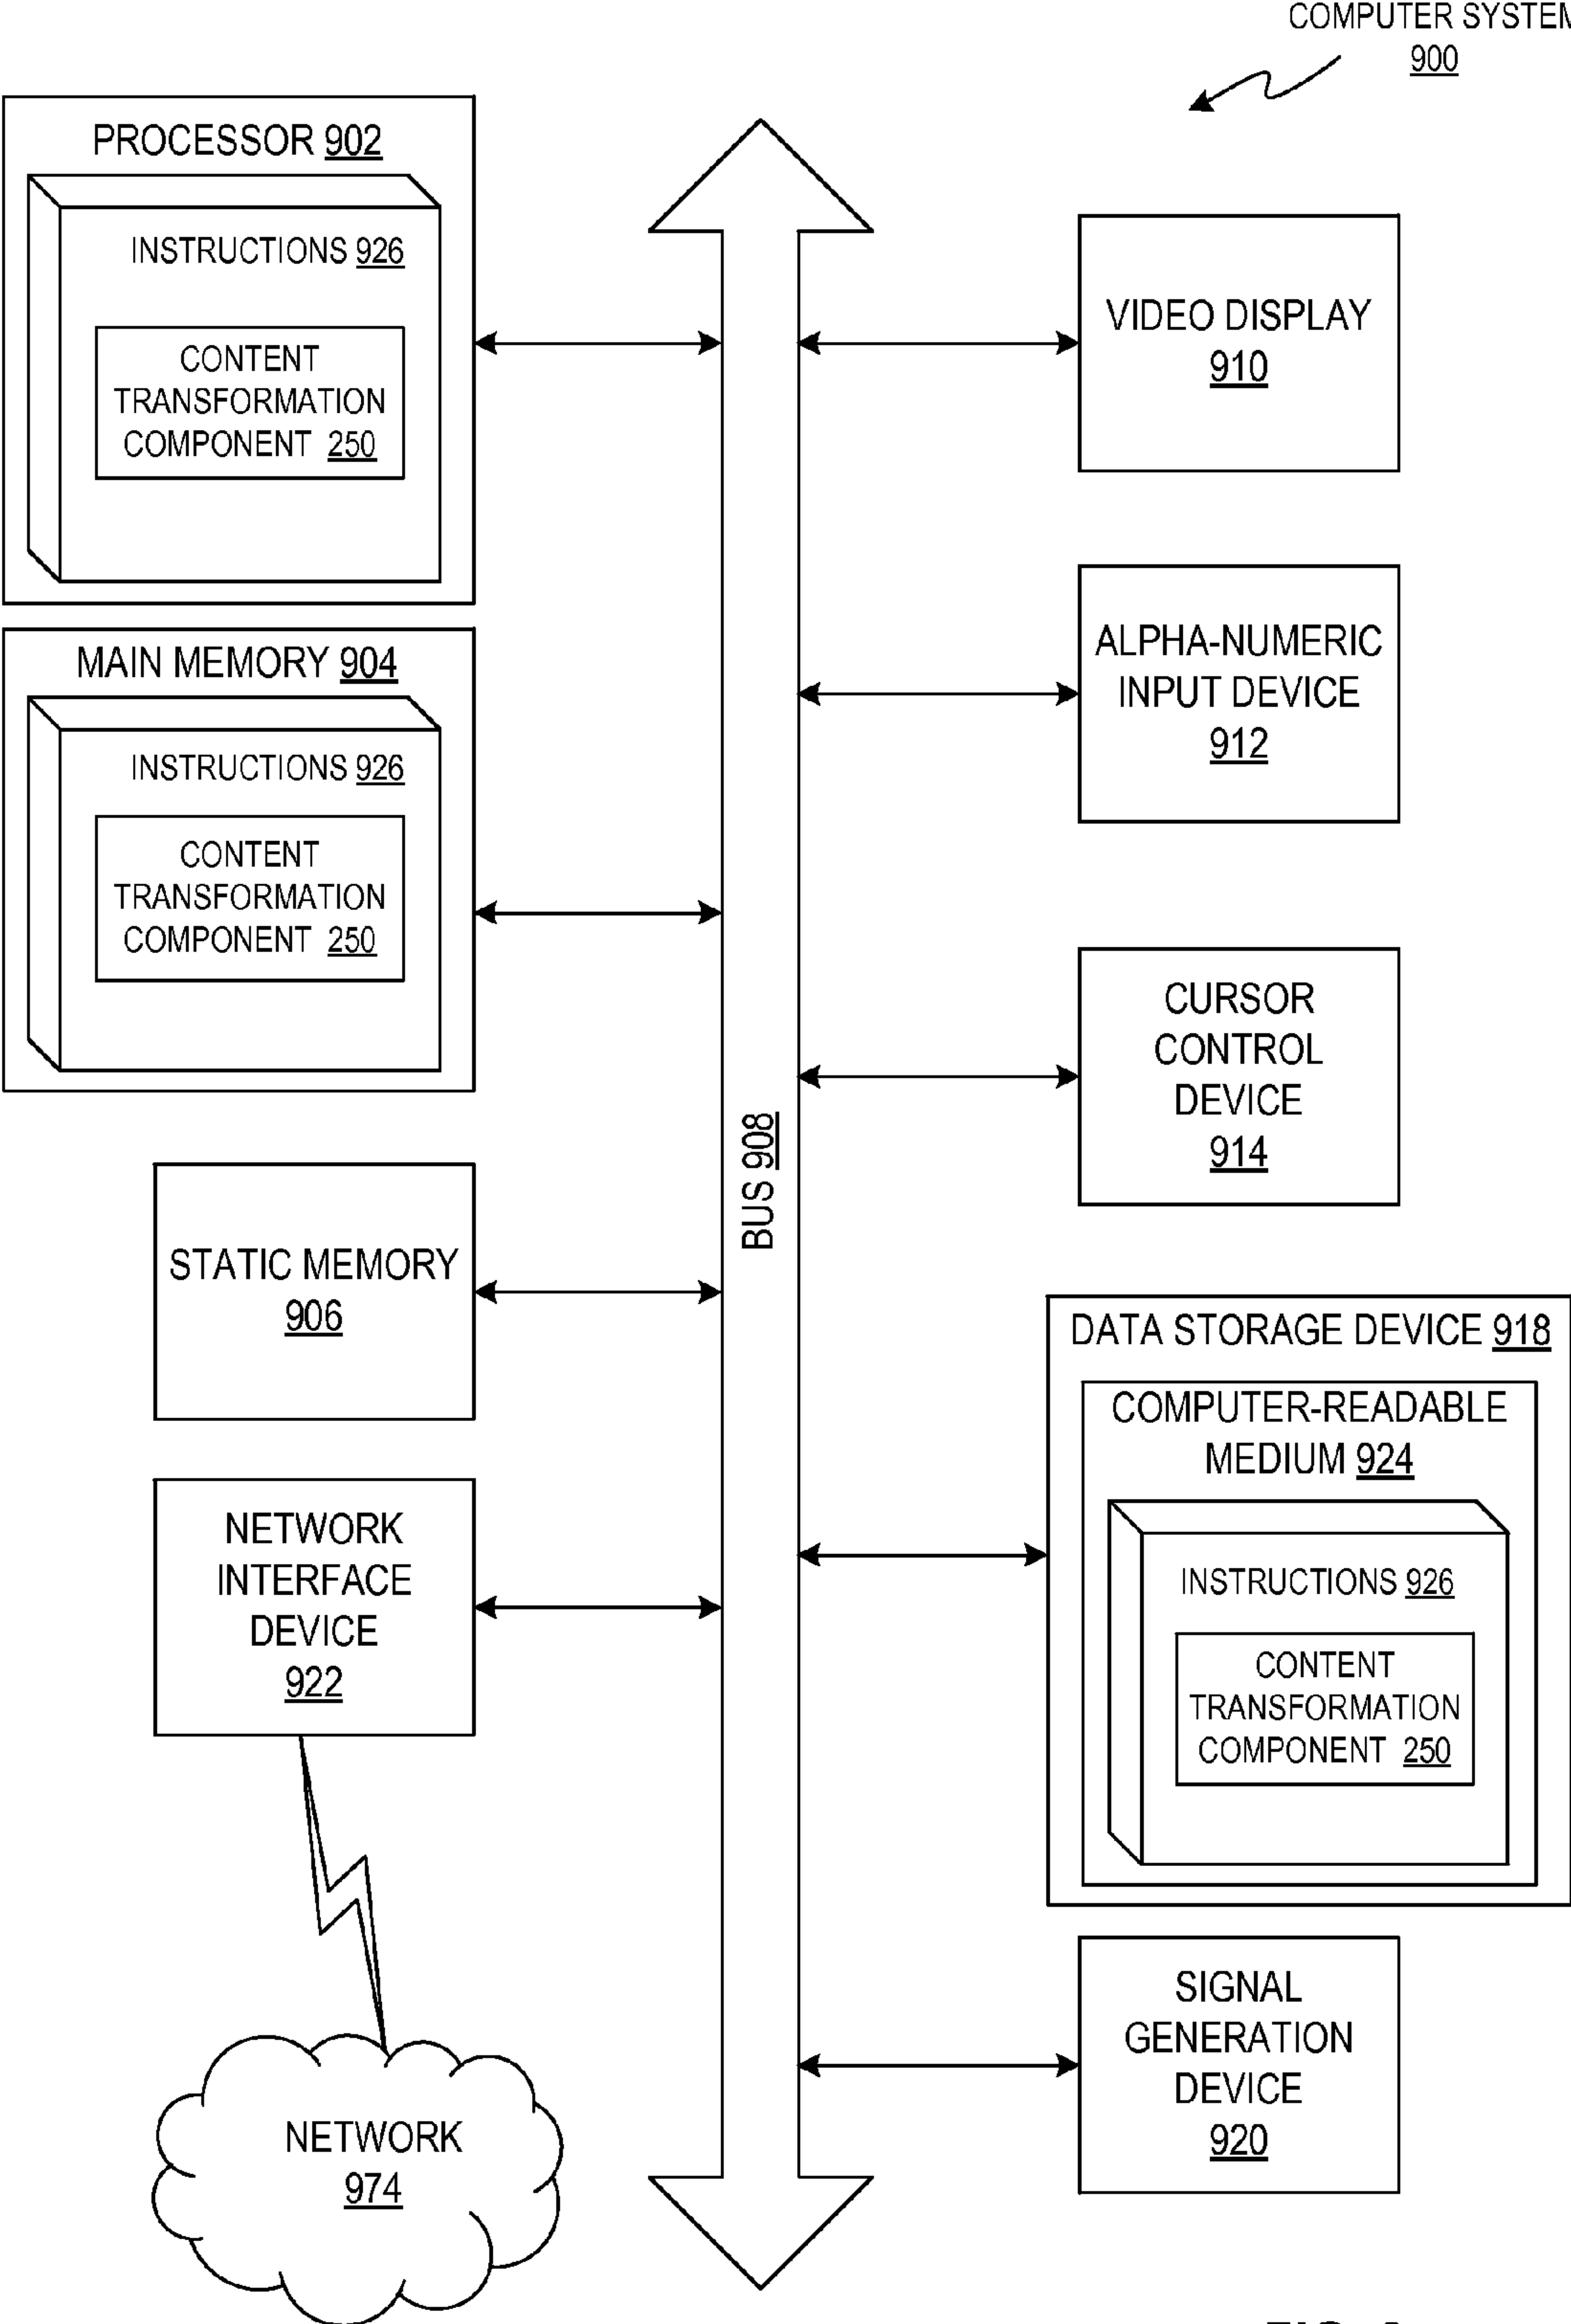 COMPUTER SYSTEM
900
PROCESSOR 902
INSTRUCTIONS 926
CONTENT
TRANSFORMATION
COMPONENT 250
MAIN MEMORY 904
INSTRUCTIONS 926
CONTENT
TRANSFORMATION
COMPONENT 250
STATIC MEMORY
906
NETWORK
INTERFACE
DEVICE
922
NETWORK
974
BUS 908
VIDEO DISPLAY
910
ALPHA-NUMERIC
INPUT DEVICE
912
CURSOR
CONTROL
DEVICE
914
DATA STORAGE DEVICE 918
COMPUTER-READABLE
MEDIUM 924
INSTRUCTIONS 926
CONTENT
TRANSFORMATION
COMPONENT 250
SIGNAL
GENERATION
DEVICE
920